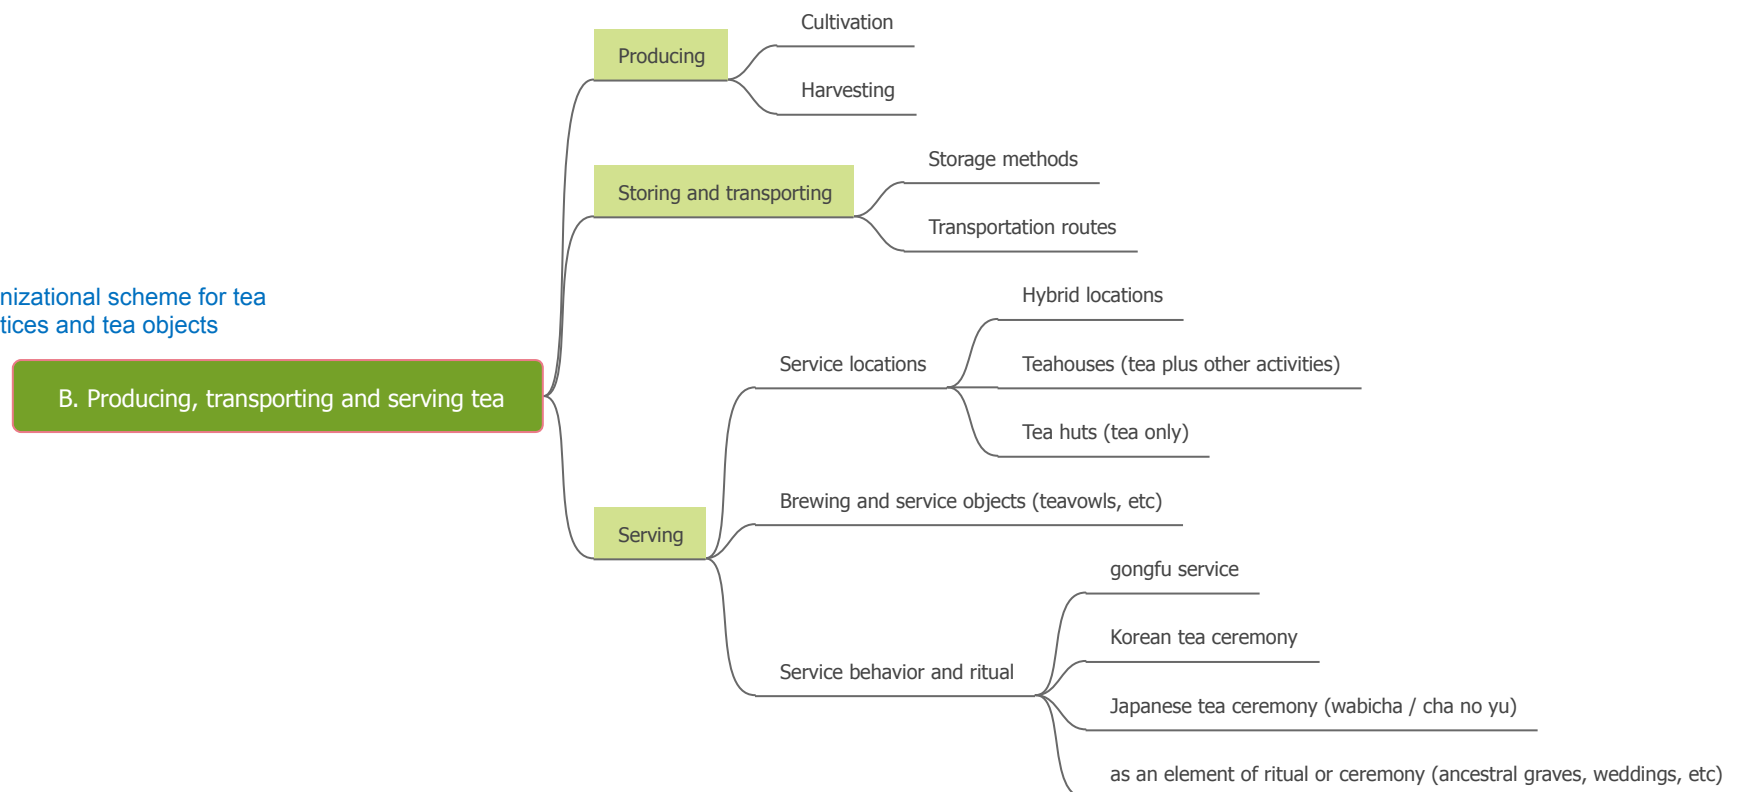 nizational scheme for tea
tices and tea objects
B. Producing, transporting and serving tea
Producing
Cultivation
Harvesting
Storing and transporting
Storage methods
Transportation routes
Serving
Service locations
Hybrid locations
Teahouses (tea plus other activities)
Tea huts (tea only)
Brewing and service objects (teavowls, etc)
Service behavior and ritual
gongfu service
Korean tea ceremony
Japanese tea ceremony (wabicha / cha no yu)
as an element of ritual or ceremony (ancestral graves, weddings, etc)